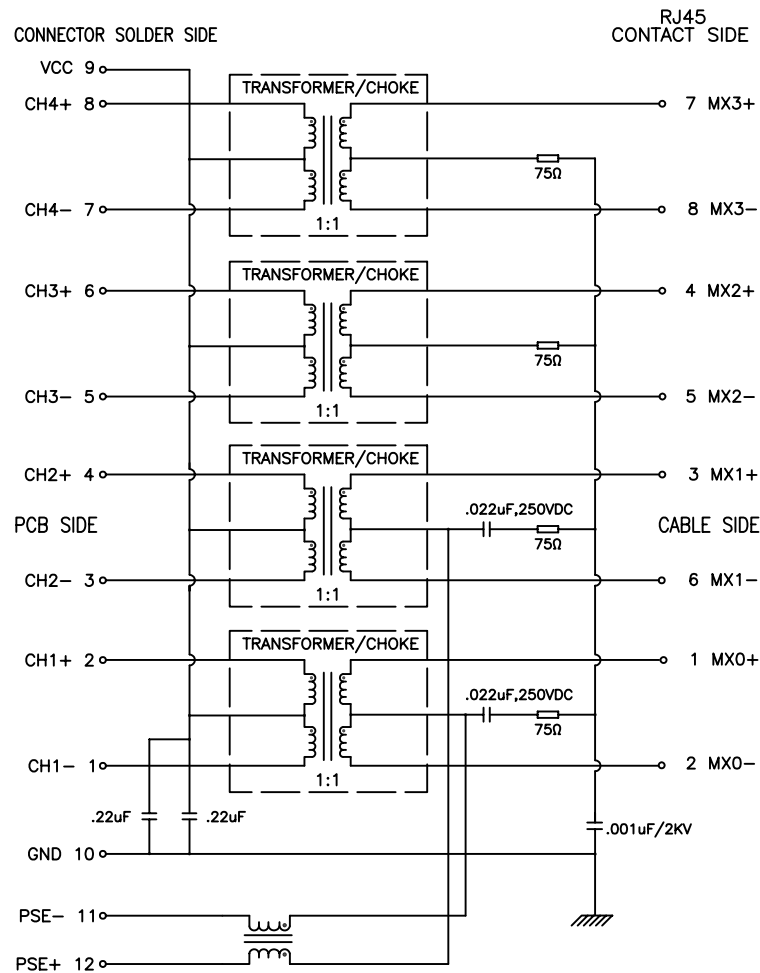 RJ45
CONNECTOR SOLDER SIDE CONTACT SIDE
VCC 9
TRANSFORMER/CHOKE
CH4+ 8 7 MX3+
75Ω
CH4- 7 8 MX3-
1:1
TRANSFORMER/CHOKE
CH3+ 6 4 MX2+
75Ω
CH3- 5 5 MX2-
1:1
TRANSFORMER/CHOKE
CH2+ 4 3 MX1+
.022uF,250VDC
PCB SIDE CABLE SIDE
75Ω
CH2- 3 6 MX1-
1:1
TRANSFORMER/CHOKE
CH1+ 2 1 MX0+
.022uF,250VDC
75Ω
CH1- 1 2 MX0-
1:1
.22uF .22uF
.001uF/2KV
GND 10
PSE- 11
PSE+ 12